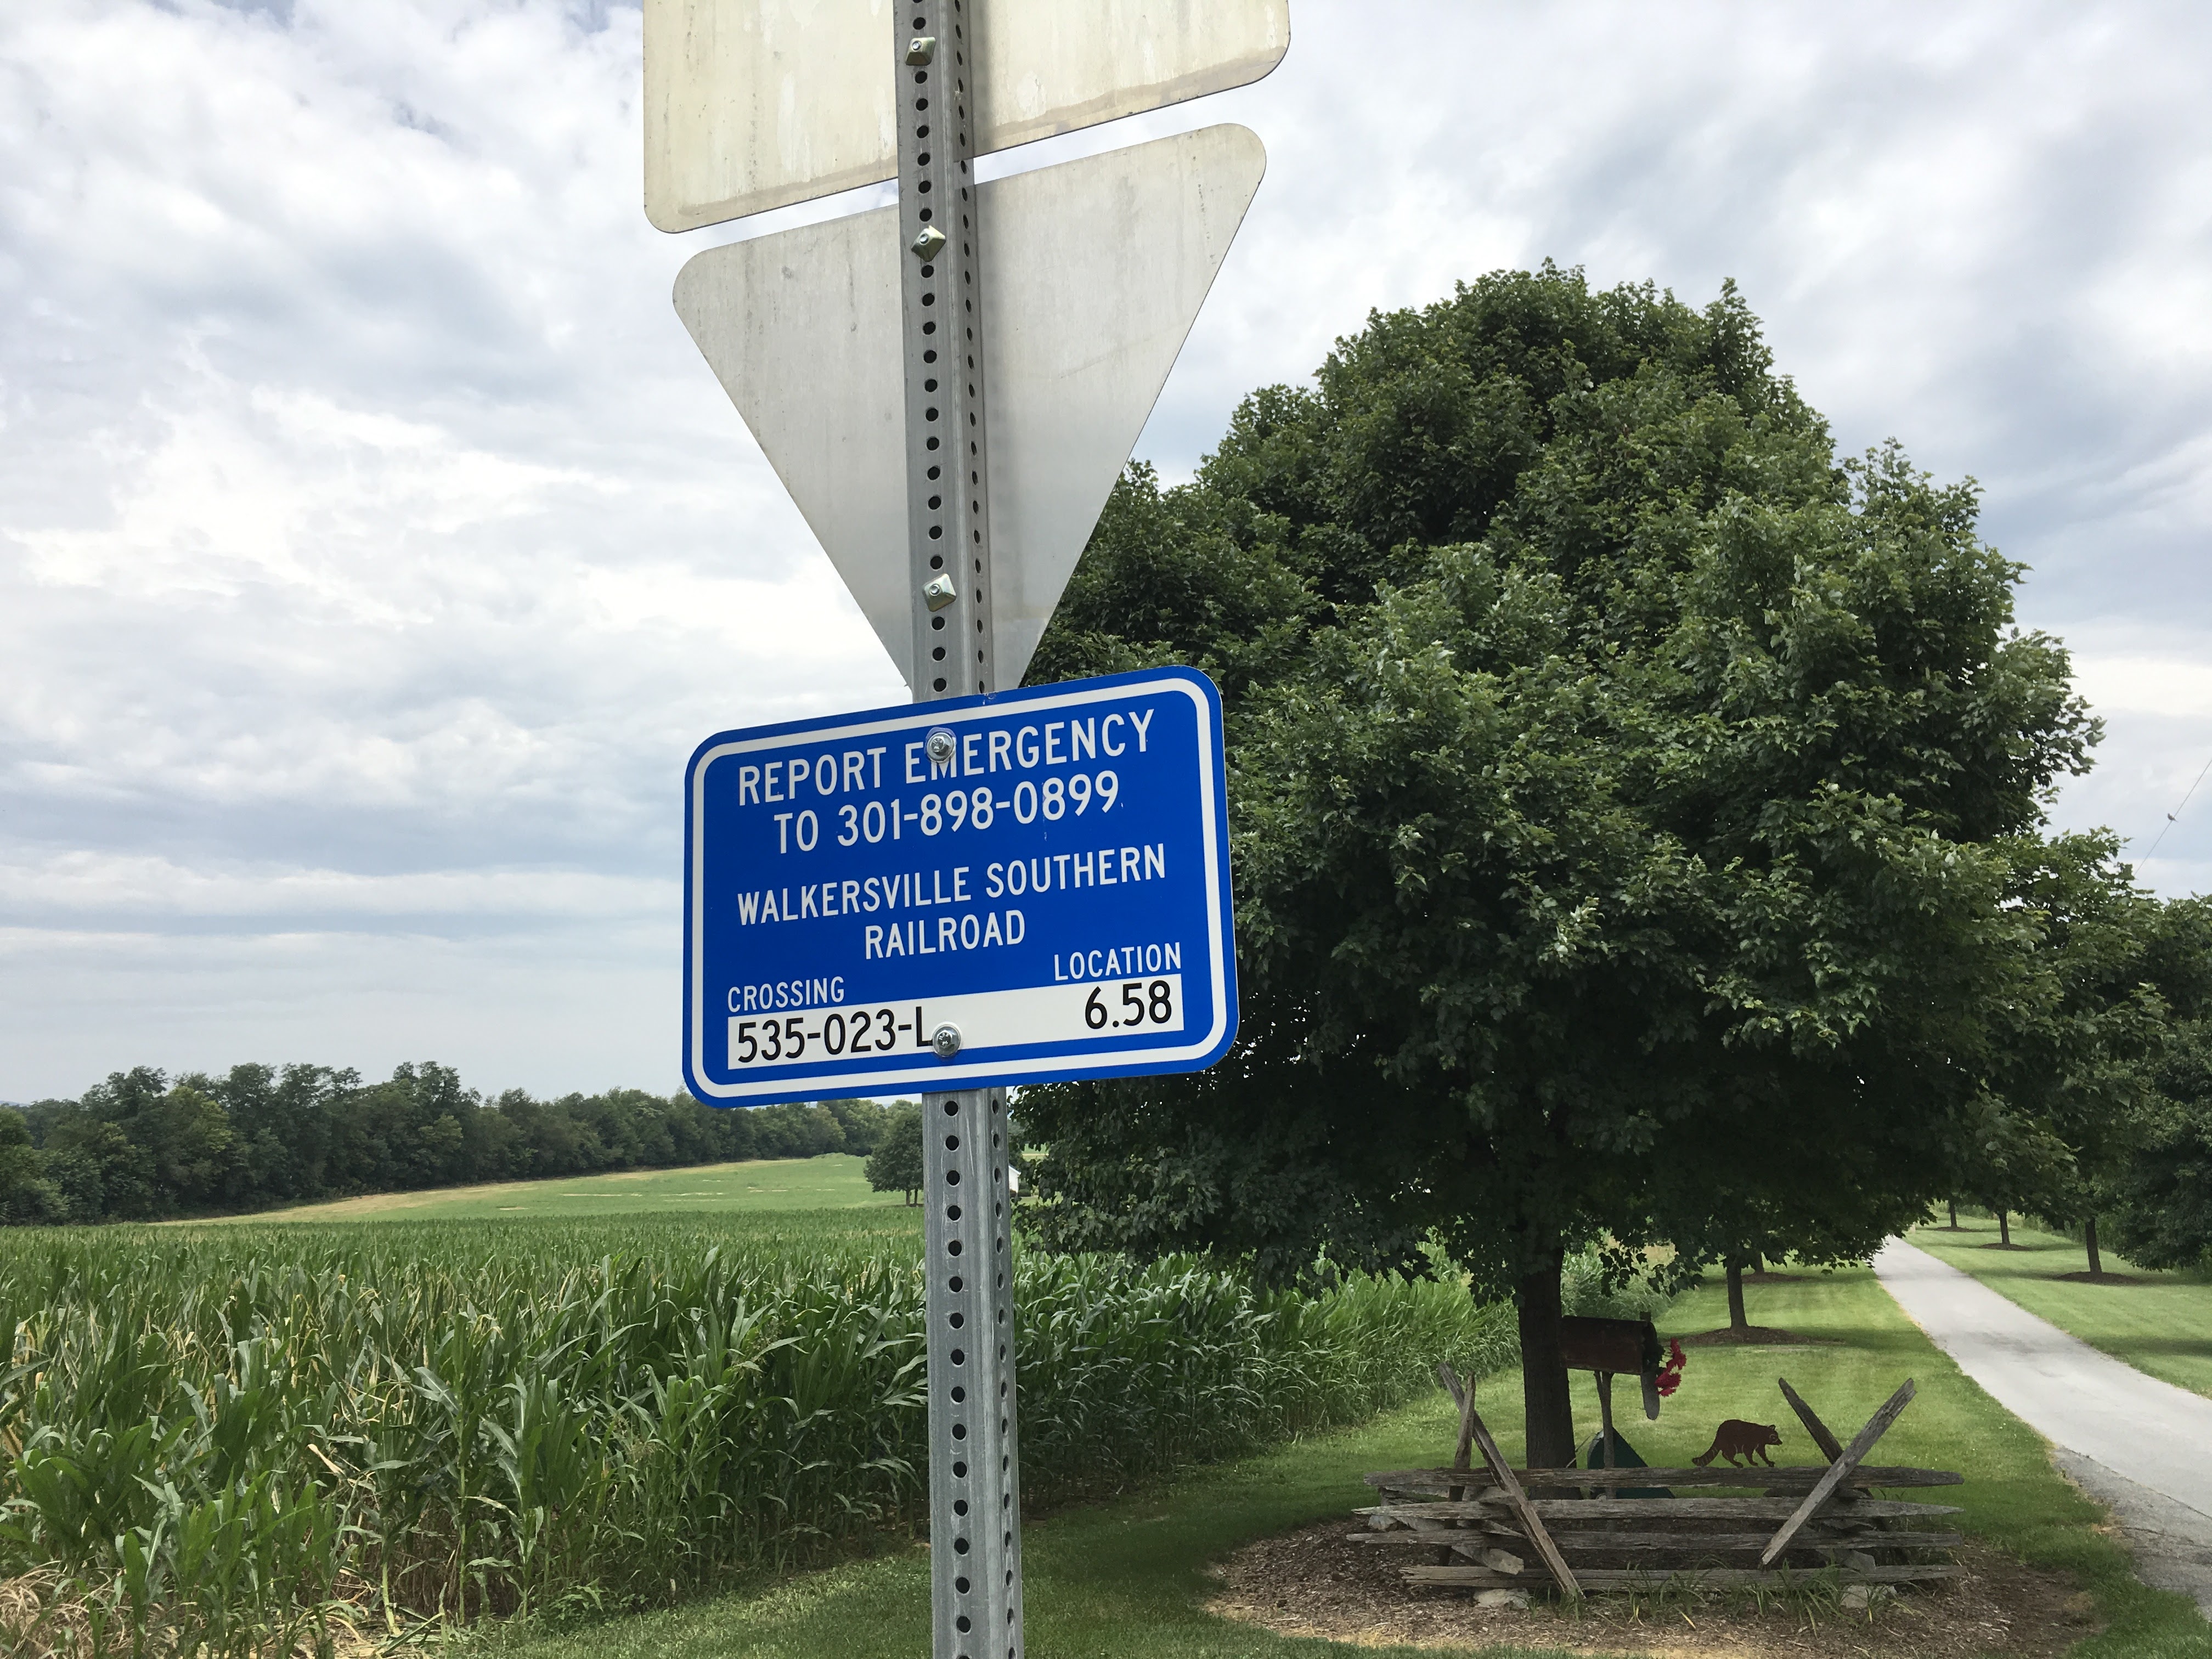 REPORT EMERGENCY
TO 301-898-0899
WALKERSVILLE SOUTHERN
RAILROAD
CROSSING LOCATION
535-023-L 6.58